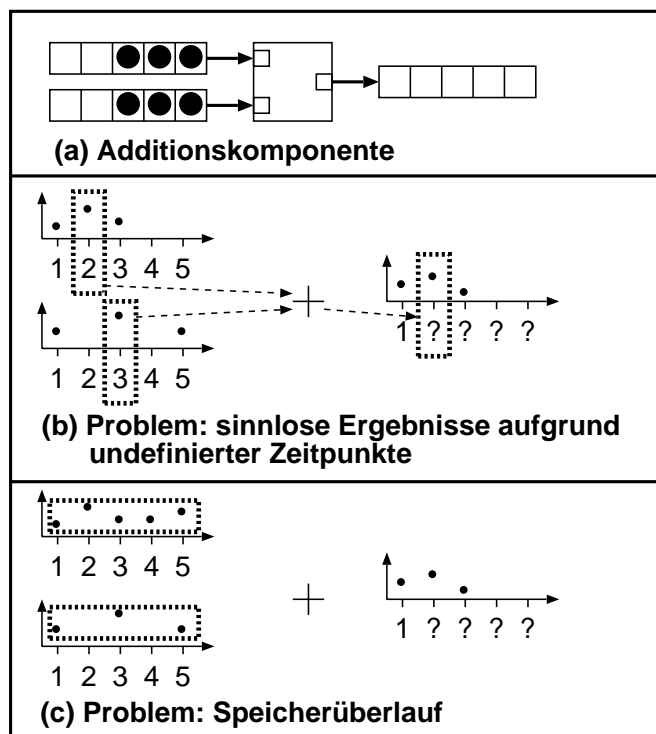 (a) Additionskomponente
1 2 3 4 5
1 2 3 4 5
1 ? ? ? ?
(b) Problem: sinnlose Ergebnisse aufgrund
undefinierter Zeitpunkte
1 2 3 4 5
1 2 3 4 5
1 ? ? ? ?
(c) Problem: Speicherüberlauf